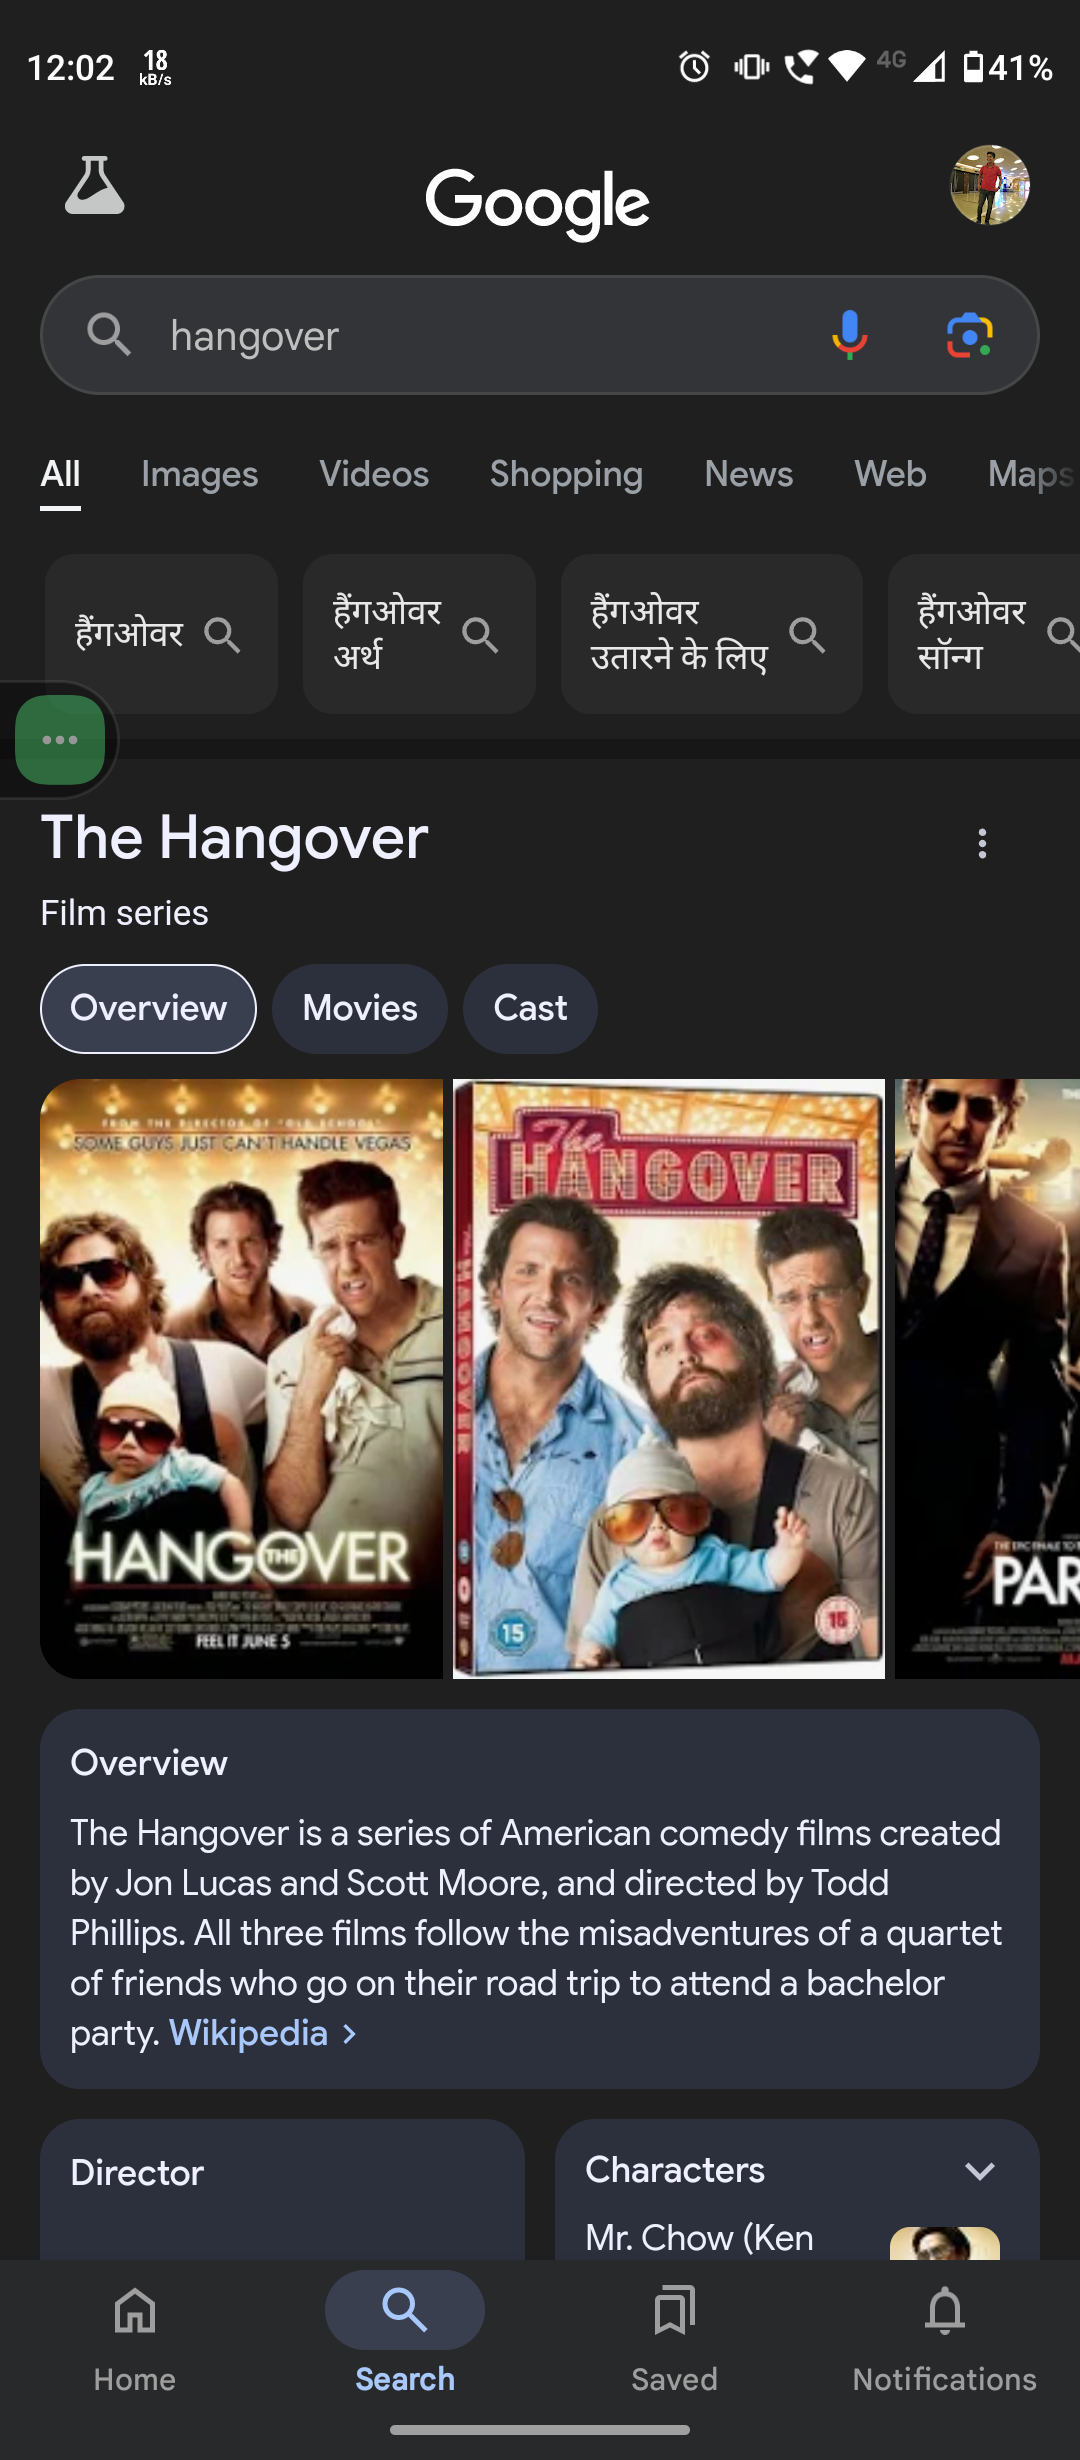 12:02
18
kB/s
4G
41%
Google
hangover
All Images Videos Shopping News Web Maps
हैंगओवर
हैंगओवर
अर्थ
हैंगओवर
उतारने के लिए
हैंगओवर
सॉन्ग
The Hangover
Film series
Overview Movies Cast
FROM THE DIRECTOR OF "OLD SCHOOL"
SOME GUYS JUST CAN'T HANDLE VEGAS
THE
HANGOVER
FEEL IT JUNE 5
The
HANGOVER
HANGOVER
15
15
PAR
Overview
The Hangover is a series of American comedy films created
by Jon Lucas and Scott Moore, and directed by Todd
Phillips. All three films follow the misadventures of a quartet
of friends who go on their road trip to attend a bachelor
party. Wikipedia
Director
Characters
Mr. Chow (Ken
Home Search Saved Notifications